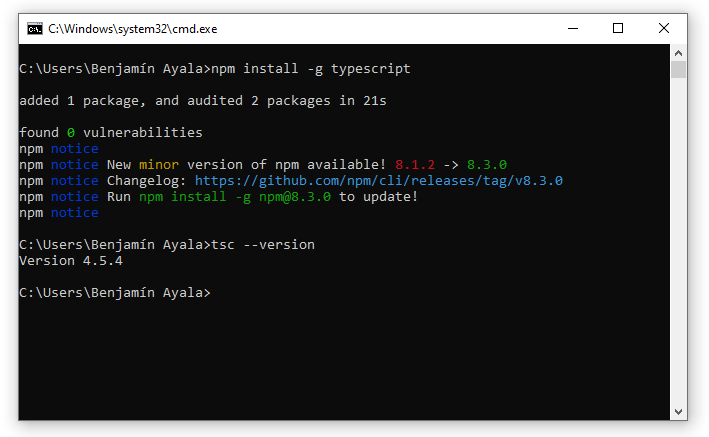 C:\Windows\system32\cmd.exe
C:\Users\Benjamín Ayala>npm install -g typescript
added 1 package, and audited 2 packages in 21s
found 0 vulnerabilities
npm notice
npm notice New minor version of npm available! 8.1.2 -> 8.3.0
npm notice Changelog: https://github.com/npm/cli/releases/tag/v8.3.0
npm notice Run npm install -g npm@8.3.0 to update!
npm notice
C:\Users\Benjamín Ayala>tsc --version
Version 4.5.4
C:\Users\Benjamín Ayala>